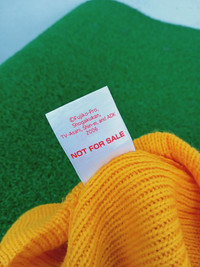 ©Fujiko-Pro,
Shogakukan,
TV-Asahi, Shin-ei, and ADK
2006
NOT FOR SALE